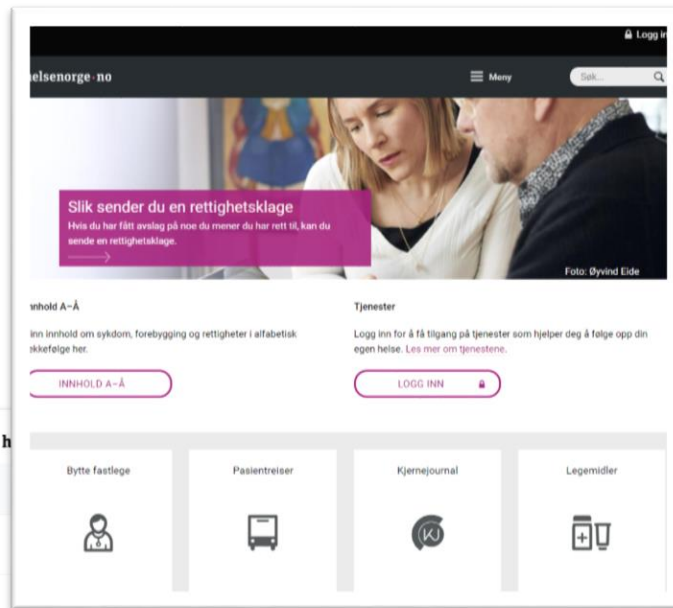 Logg in
elsenorge·no
Meny
Søk...
Slik sender du en rettighetsklage
Hvis du har fått avslag på noe du mener du har rett til, kan du
sende en rettighetsklage.
Foto: Øyvind Eide
nnhold A–Å
inn innhold om sykdom, forebygging og rettigheter i alfabetisk
ekkefølge her.
INNHOLD A–Å
Tjenester
Logg inn for å få tilgang på tjenester som hjelper deg å følge opp din
egen helse. Les mer om tjenestene.
LOGG INN
h
Bytte fastlege
Pasientreiser
Kjernejournal
Legemidler
KJ